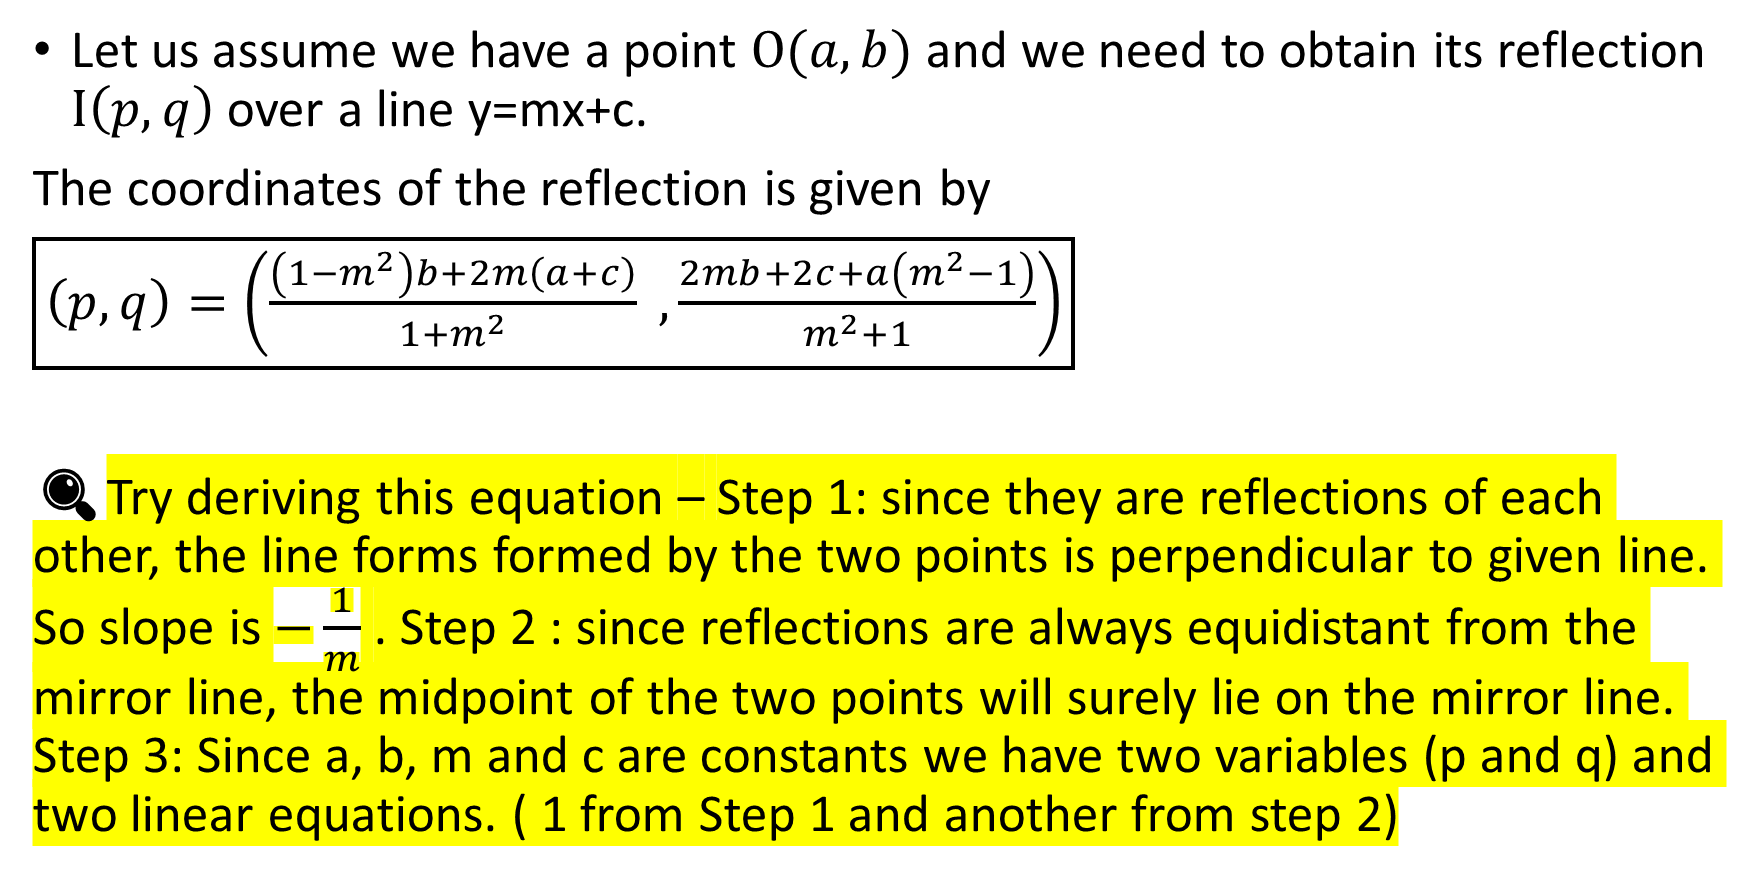 • Let us assume we have a point O(a, b) and we need to obtain its reflection
I(p, q) over a line y=mx+c.
The coordinates of the reflection is given by
(p, q) = (((1−m²)b+2m(a+c))/(1+m²) , (2mb+2c+a(m²−1))/(m²+1))
Try deriving this equation – Step 1: since they are reflections of each
other, the line forms formed by the two points is perpendicular to given line.
So slope is −1/m . Step 2 : since reflections are always equidistant from the
mirror line, the midpoint of the two points will surely lie on the mirror line.
Step 3: Since a, b, m and c are constants we have two variables (p and q) and
two linear equations. ( 1 from Step 1 and another from step 2)